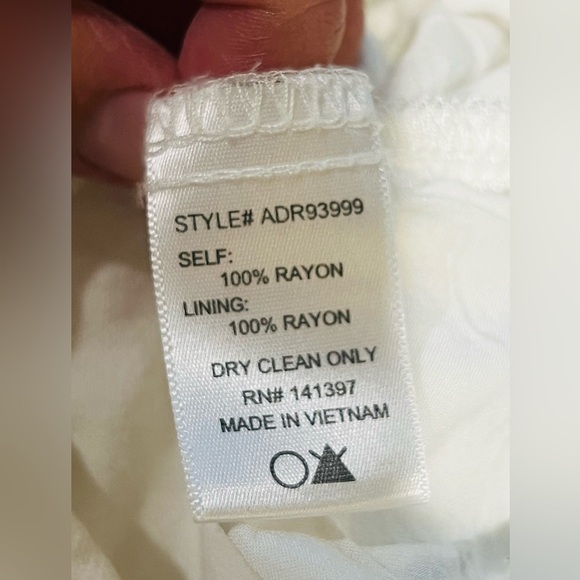 STYLE# ADR93999
SELF:
100% RAYON
LINING:
100% RAYON
DRY CLEAN ONLY
RN# 141397
MADE IN VIETNAM